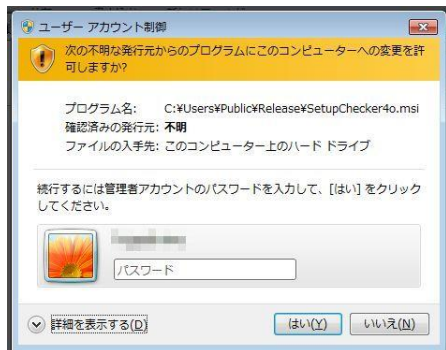 ユーザー アカウント制御
次の不明な発行元からのプログラムにこのコンピューターへの変更を許
可しますか?
プログラム名: C:¥Users¥Public¥Release¥SetupChecker4o.msi
確認済みの発行元: 不明
ファイルの入手先: このコンピューター上のハード ドライブ
続行するには管理者アカウントのパスワードを入力して、[はい] をクリック
してください。
パスワード
詳細を表示する(D)
はい(Y)
いいえ(N)